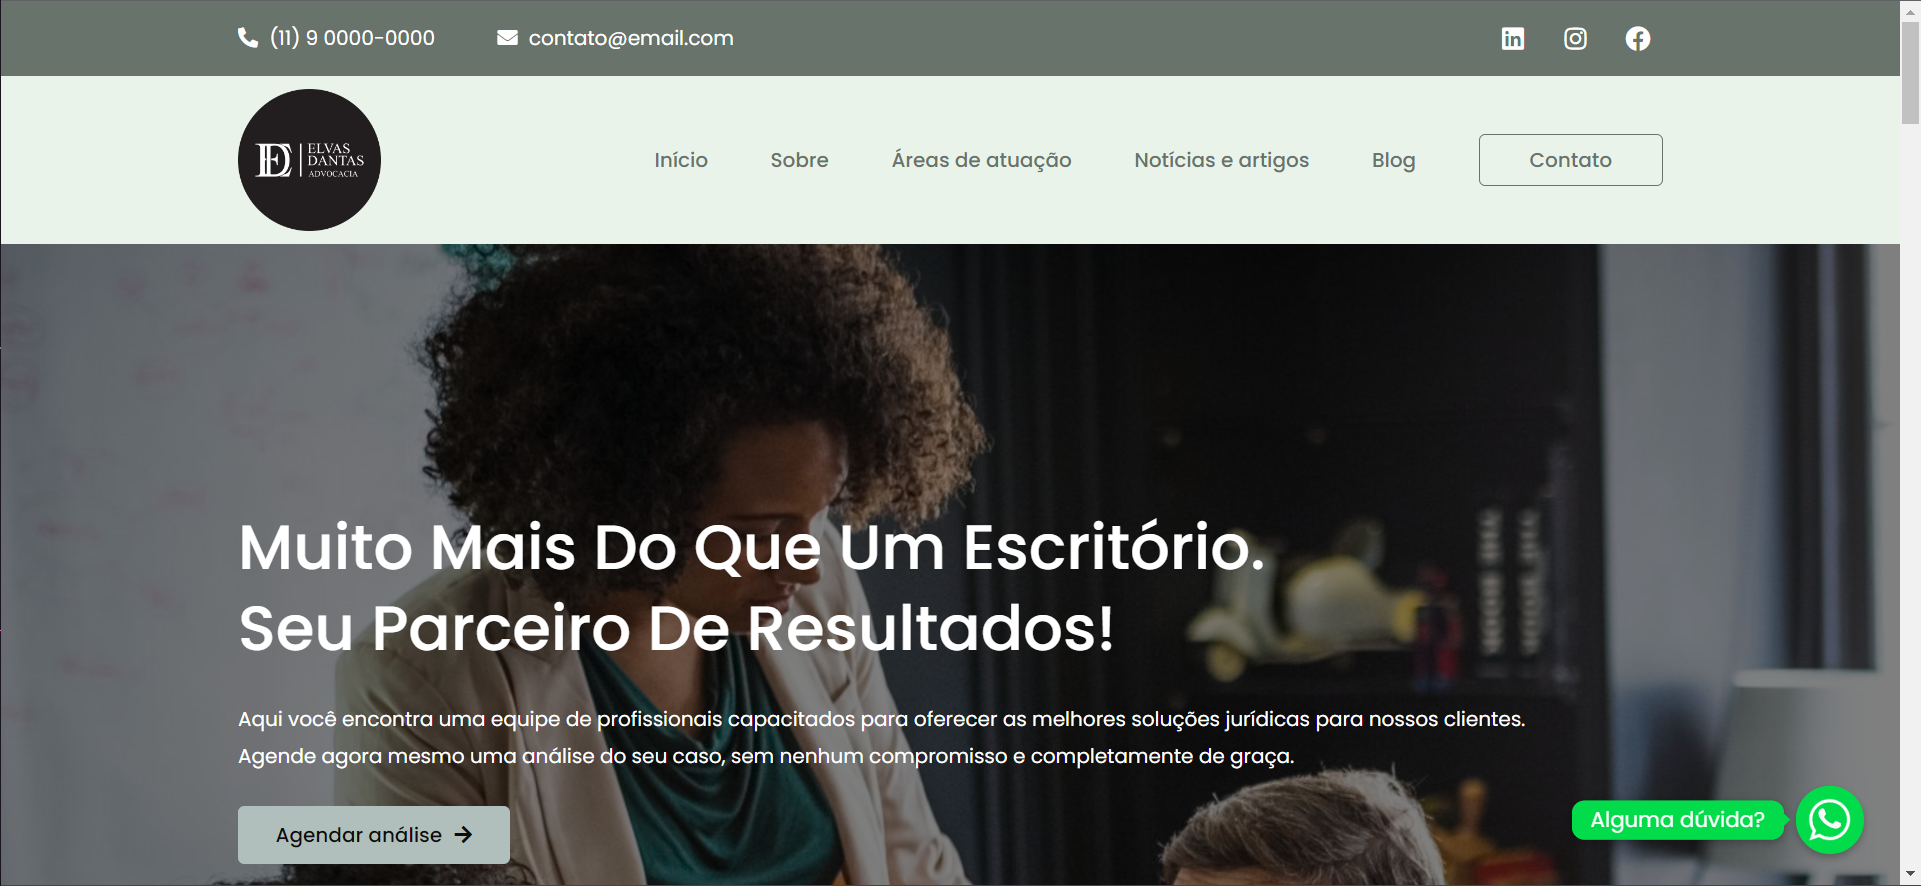 (11) 9 0000-0000
contato@email.com
in
ED
ELVAS
DANTAS
ADVOCACIA
Início
Sobre
Áreas de atuação
Notícias e artigos
Blog
Contato
Muito Mais Do Que Um Escritório.
Seu Parceiro De Resultados!
Aqui você encontra uma equipe de profissionais capacitados para oferecer as melhores soluções jurídicas para nossos clientes.
Agende agora mesmo uma análise do seu caso, sem nenhum compromisso e completamente de graça.
Agendar análise
Alguma dúvida?